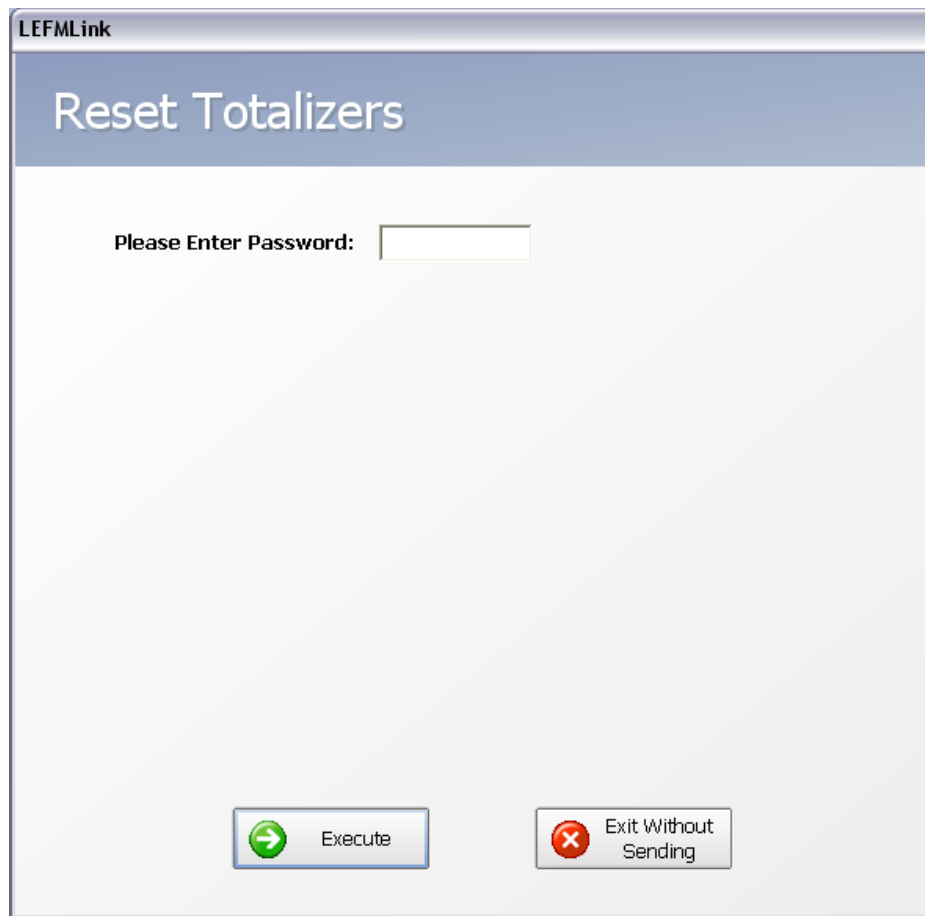 LEFMLink
Reset Totalizers
Please Enter Password:
Execute
Exit Without
Sending